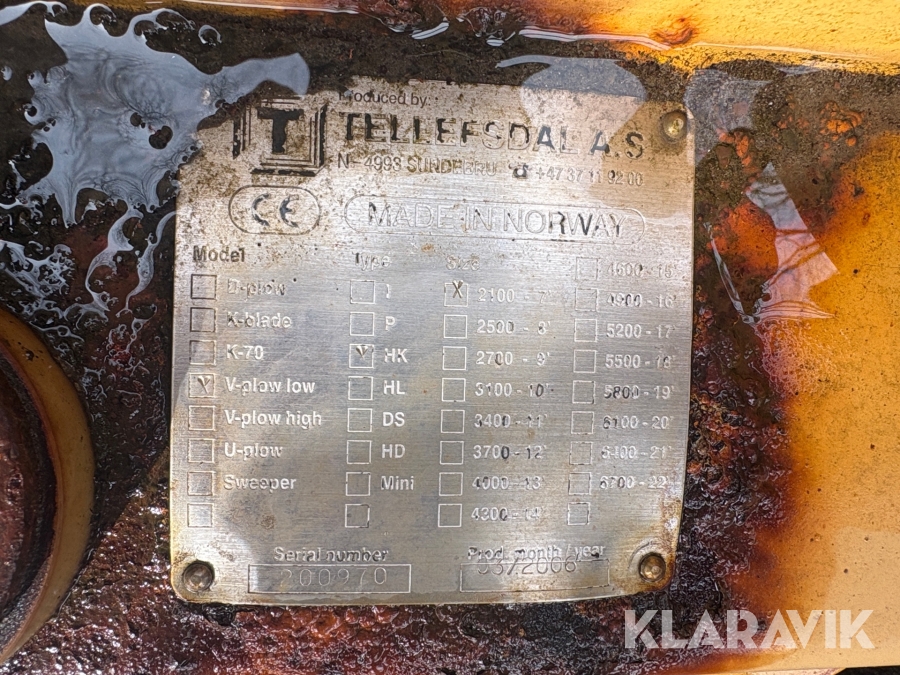 Produced by:
T TELLEFSDAL A.S
N-4993 SUNDEBRU ☎ +47 37 11 92 00
CE MADE IN NORWAY
Model Type Size 4600-15'
D-plow I X 2100-7' 4900-16'
K-blade P 2500-8' 5200-17'
K-70 X HK 2700-9' 5500-18'
X V-plow low HL 3100-10' 5800-19'
V-plow high DS 3400-11' 6100-20'
U-plow HD 3700-12' 6400-21'
Sweeper Mini 4000-13' 6700-22'
4300-14'
Serial number Prod. month/year
200970 03/2006
KLARAVIK